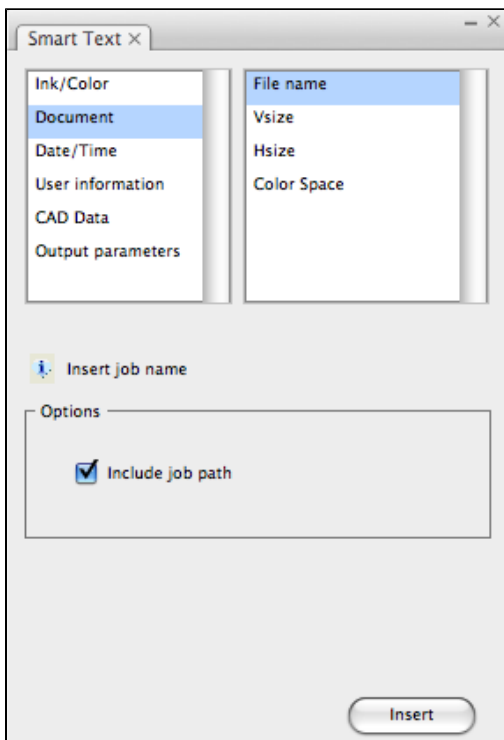 Smart Text
Ink/Color
Document
Date/Time
User information
CAD Data
Output parameters
File name
Vsize
Hsize
Color Space
Insert job name
Options
Include job path
Insert